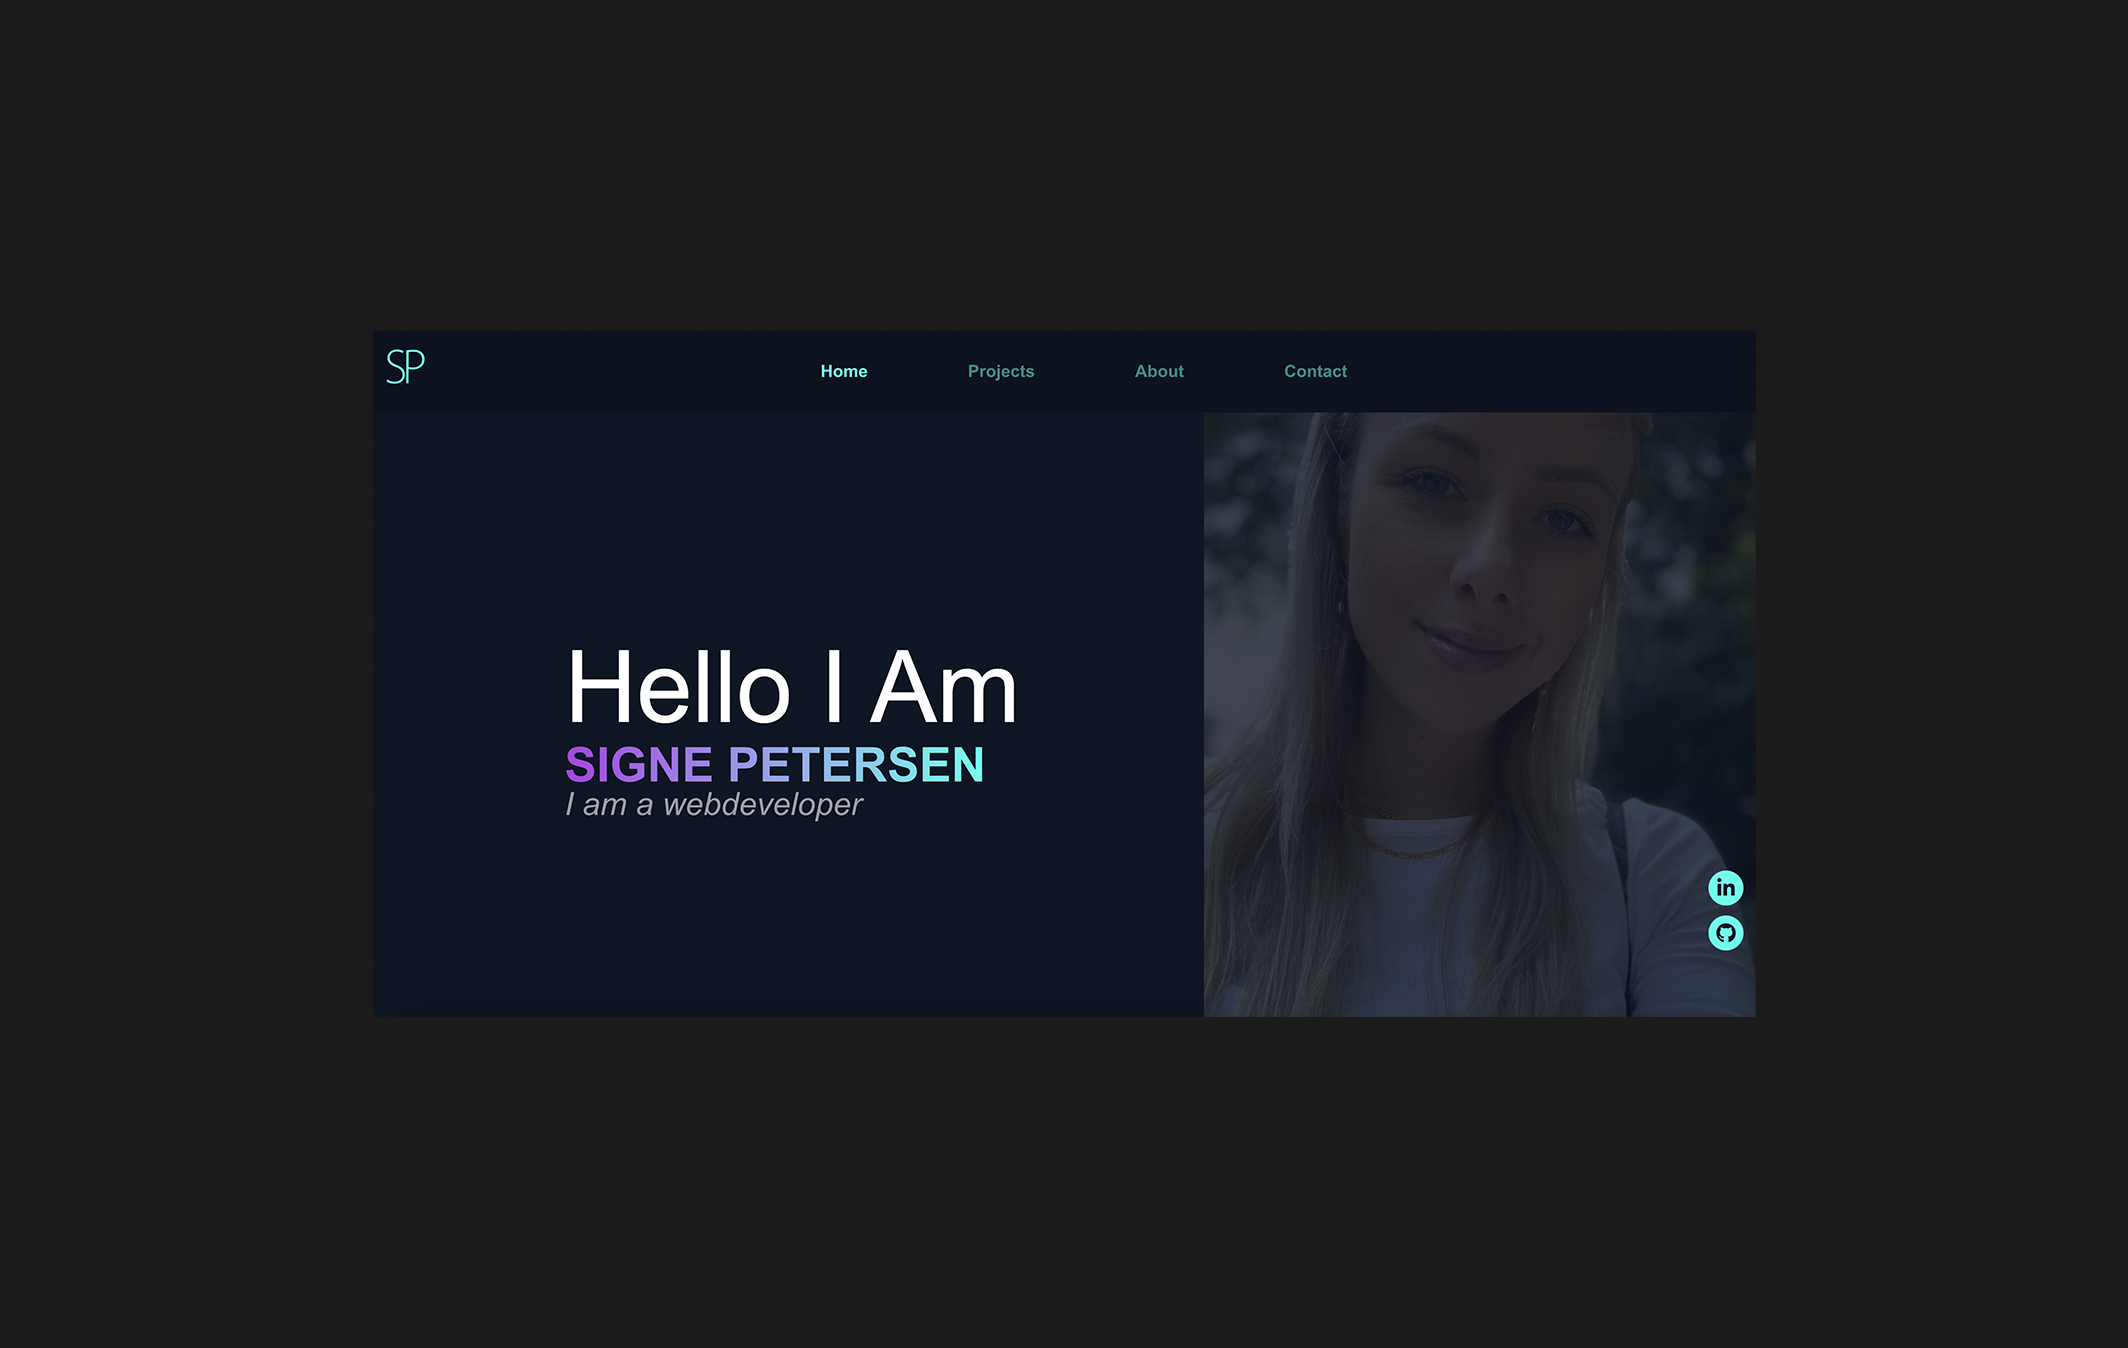 SP
Home Projects About Contact
Hello I Am
SIGNE PETERSEN
I am a webdeveloper
in